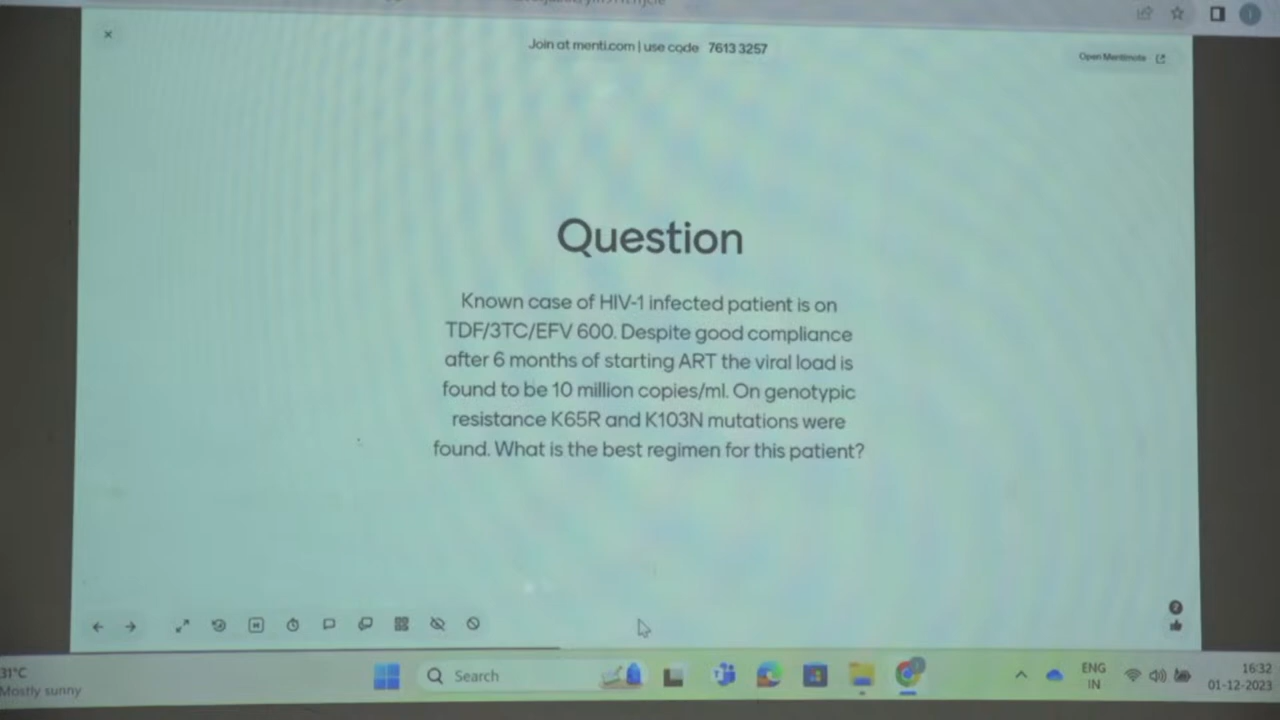 Join at menti.com | use code 7613 3257
Open Mentimote
Question
Known case of HIV-1 infected patient is on
TDF/3TC/EFV 600. Despite good compliance
after 6 months of starting ART the viral load is
found to be 10 million copies/ml. On genotypic
resistance K65R and K103N mutations were
found. What is the best regimen for this patient?
2
31°C
Mostly sunny
Search
ENG
IN
16:32
01-12-2023